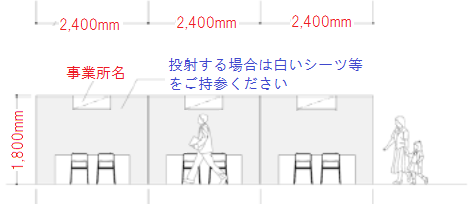 2,400mm 2,400mm 2,400mm
事業所名
投射する場合は白いシーツ等
をご持参ください
1,800mm